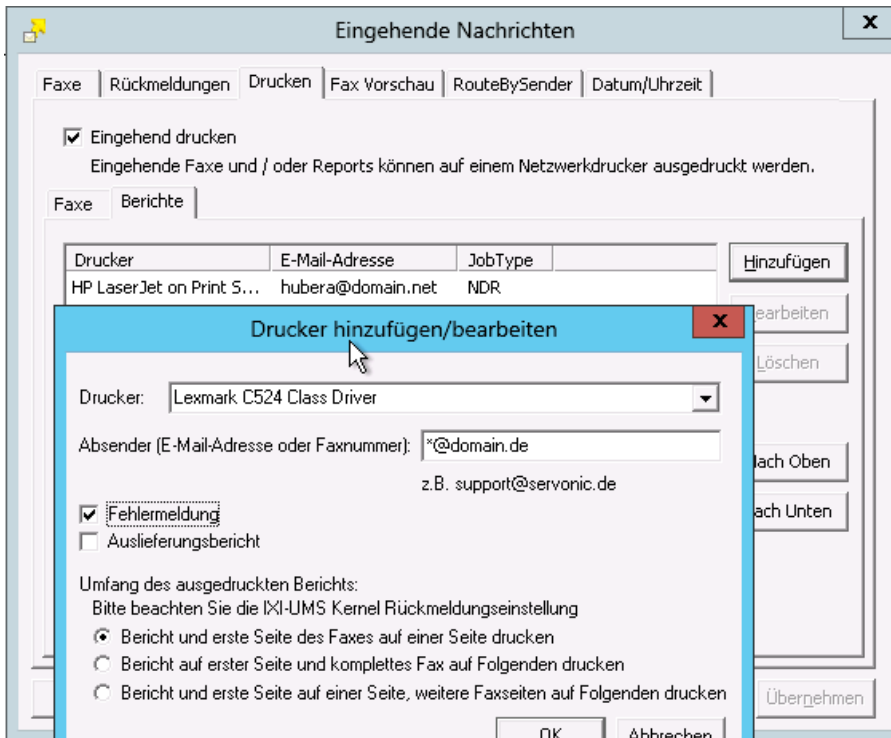 Eingehende Nachrichten
x
Faxe Rückmeldungen Drucken Fax Vorschau RouteBySender Datum/Uhrzeit
Eingehend drucken
Eingehende Faxe und / oder Reports können auf einem Netzwerkdrucker ausgedruckt werden.
Faxe Berichte
Drucker E-Mail-Adresse JobType
Hinzufügen
HP LaserJet on Print S... hubera@domain.net NDR
earbeiten
Löschen
Nach Oben
ach Unten
Drucker hinzufügen/bearbeiten
x
Drucker: Lexmark C524 Class Driver
Absender (E-Mail-Adresse oder Faxnummer): *@domain.de
z.B. support@servonic.de
Fehlermeldung
Auslieferungsbericht
Umfang des ausgedruckten Berichts:
Bitte beachten Sie die IXI-UMS Kernel Rückmeldungseinstellung
Bericht und erste Seite des Faxes auf einer Seite drucken
Bericht auf erster Seite und komplettes Fax auf Folgenden drucken
Bericht und erste Seite auf einer Seite, weitere Faxseiten auf Folgenden drucken
OK Abbrechen
Übernehmen